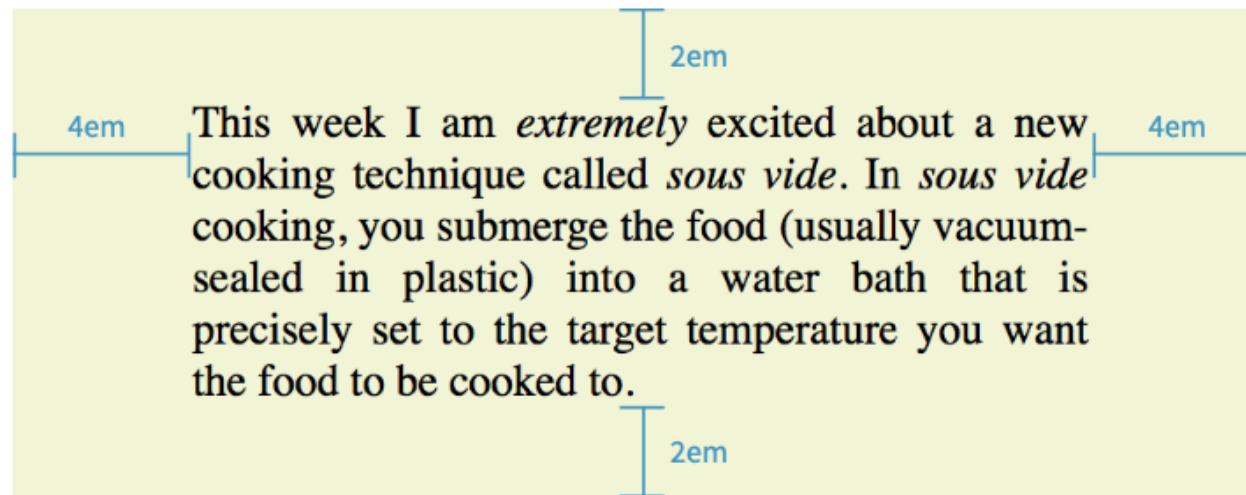 2em
4em
This week I am extremely excited about a new
4em
cooking technique called sous vide. In sous vide
cooking, you submerge the food (usually vacuum-
sealed in plastic) into a water bath that is
precisely set to the target temperature you want
the food to be cooked to.
2em